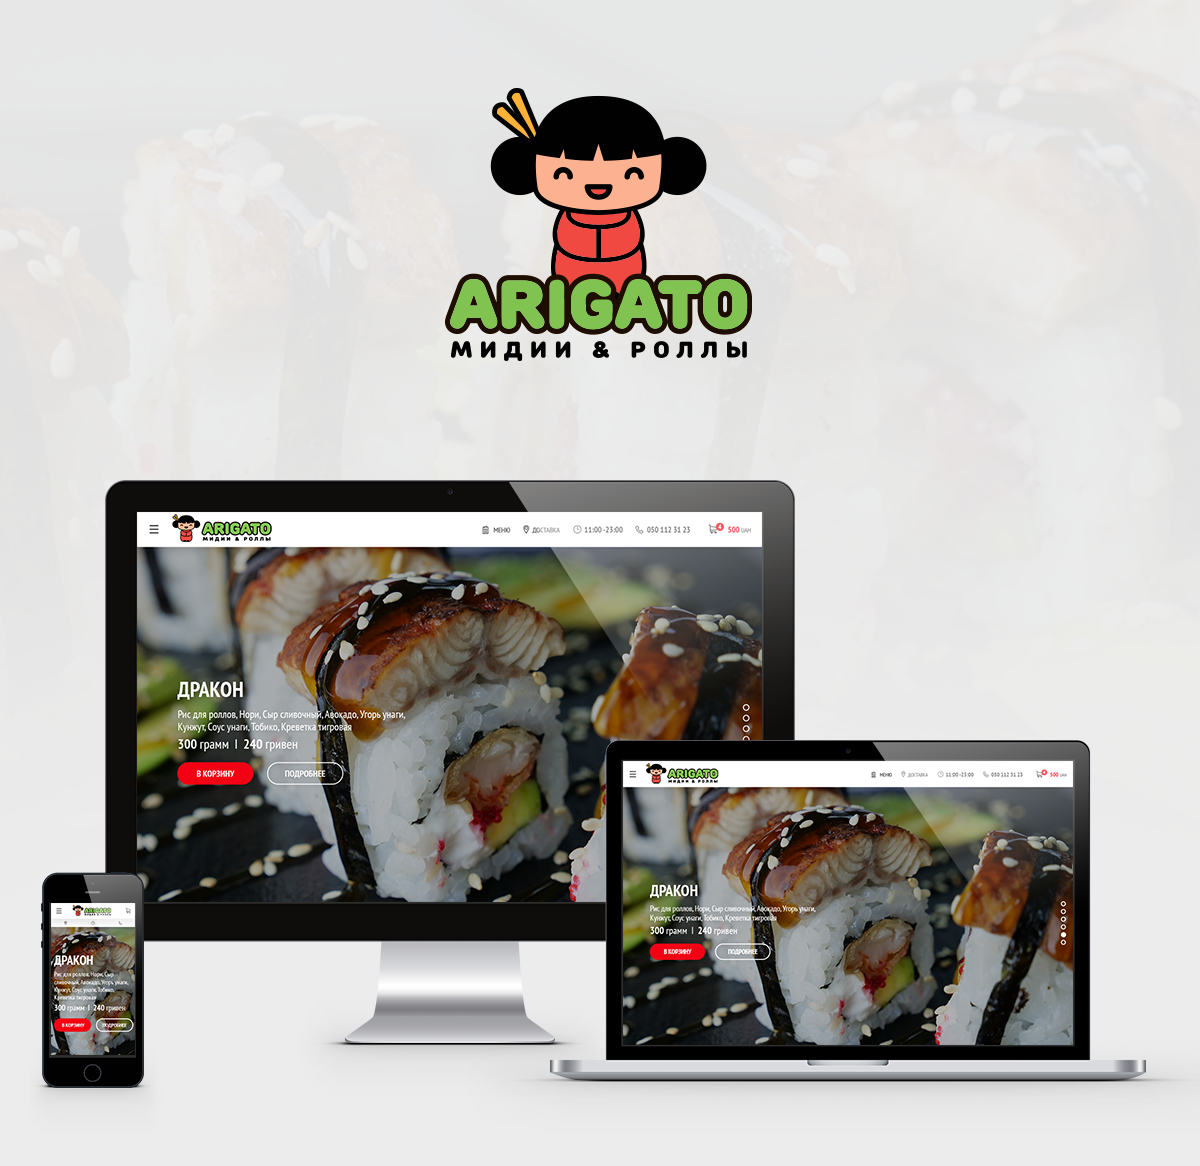 ARIGATO
МИДИИ & РОЛЛЫ
ARIGATO
МИДИИ & РОЛЛЫ
МЕНЮ
ДОСТАВКА
11:00 -23:00
050 112 31 23
4
500 UAH
ДРАКОН
Рис для роллов, Нори, Сыр сливочный, Авокадо, Угорь унаги,
Кунжут, Соус унаги, Тобико, Креветка тигровая
300 грамм | 240 гривен
В КОРЗИНУ
ПОДРОБНЕЕ
ARIGATO
МИДИИ & РОЛЛЫ
МЕНЮ
ДОСТАВКА
11:00 -23:00
050 112 31 23
4
500 UAH
ДРАКОН
Рис для роллов, Нори, Сыр сливочный, Авокадо, Угорь унаги,
Кунжут, Соус унаги, Тобико, Креветка тигровая
300 грамм | 240 гривен
В КОРЗИНУ
ПОДРОБНЕЕ
ARIGATO
МИДИИ & РОЛЛЫ
ДРАКОН
Рис для роллов, Нори, Сыр
сливочный, Авокадо, Угорь унаги,
Кунжут, Соус унаги, Тобико,
Креветка тигровая
300 грамм | 240 гривен
В КОРЗИНУ
ПОДРОБНЕЕ